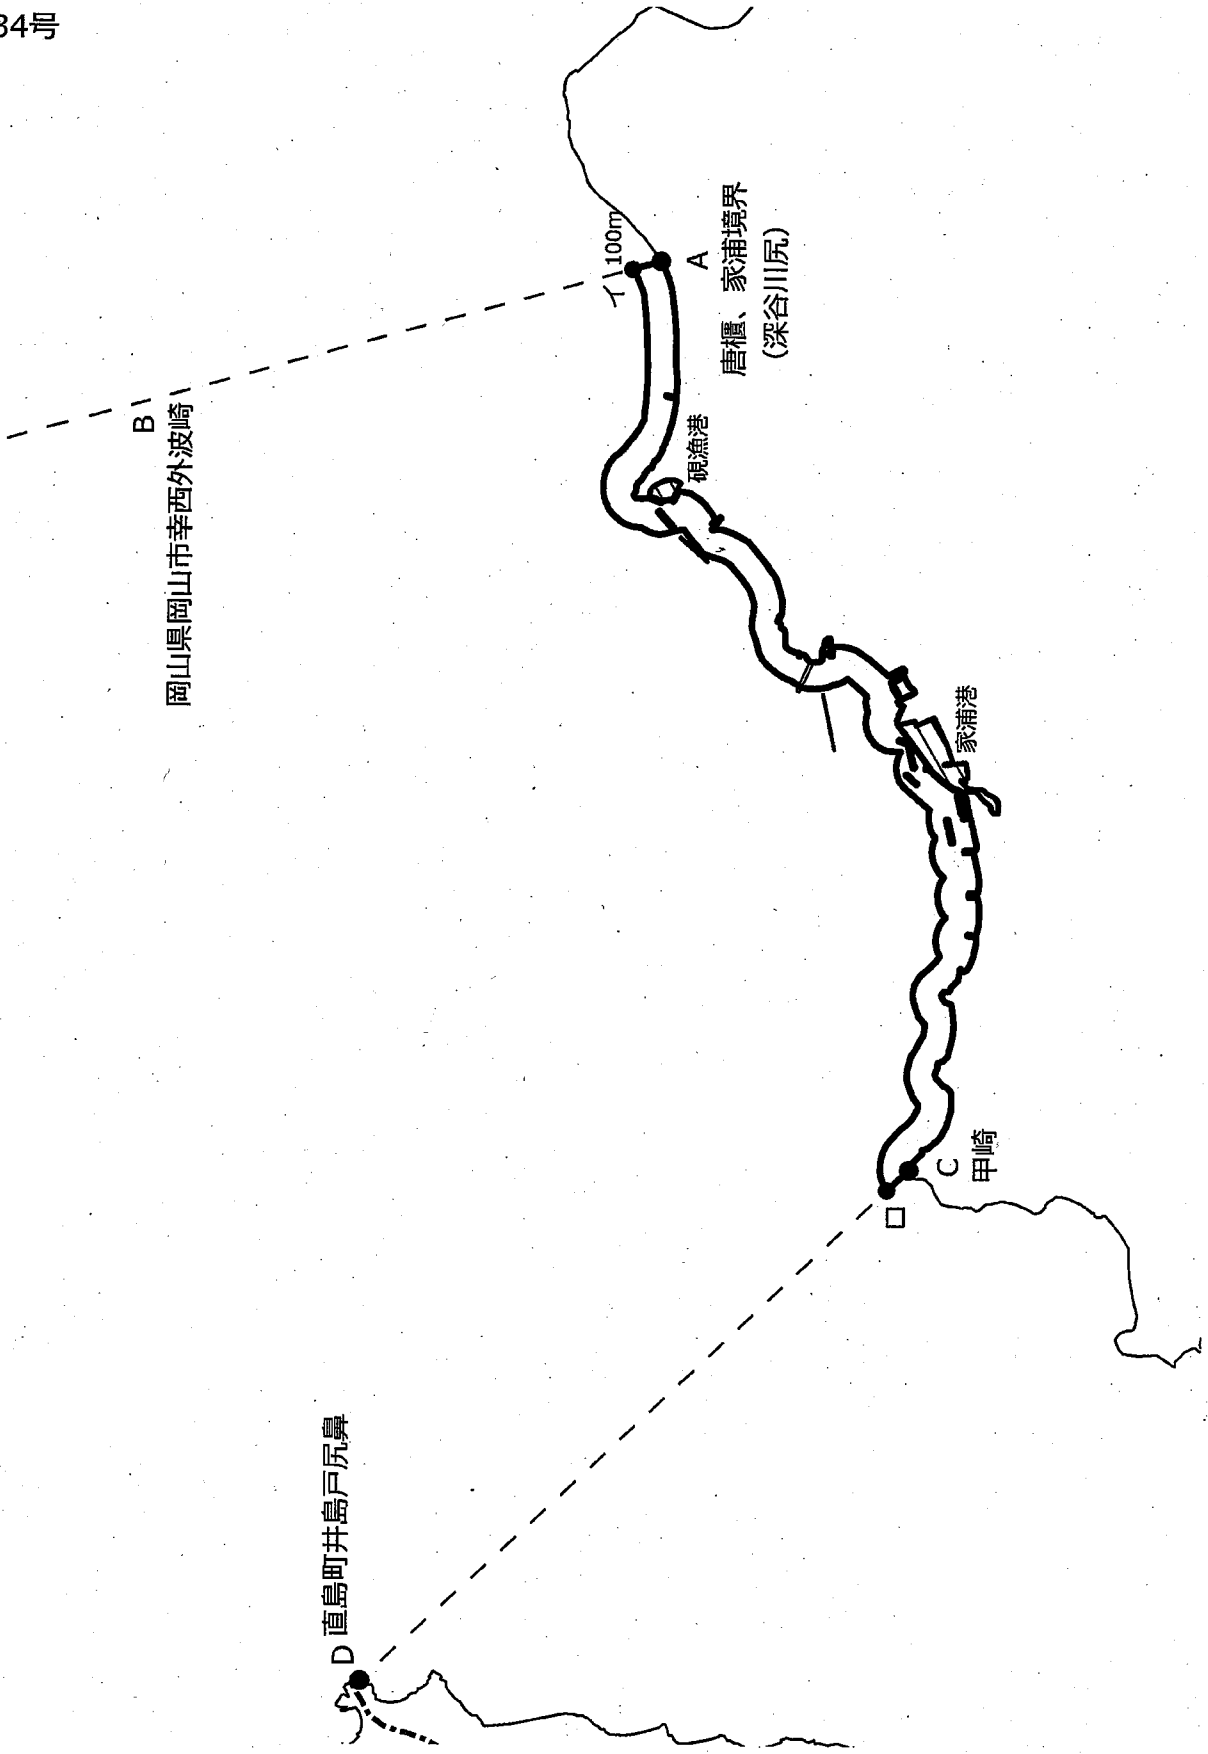 34号
B
岡山県岡山市幸西外波崎
イ
100m
A
唐櫃、家浦境界
(深谷川尻)
硯漁港
家浦港
C
甲崎
ロ
D 直島町井島戸尻鼻